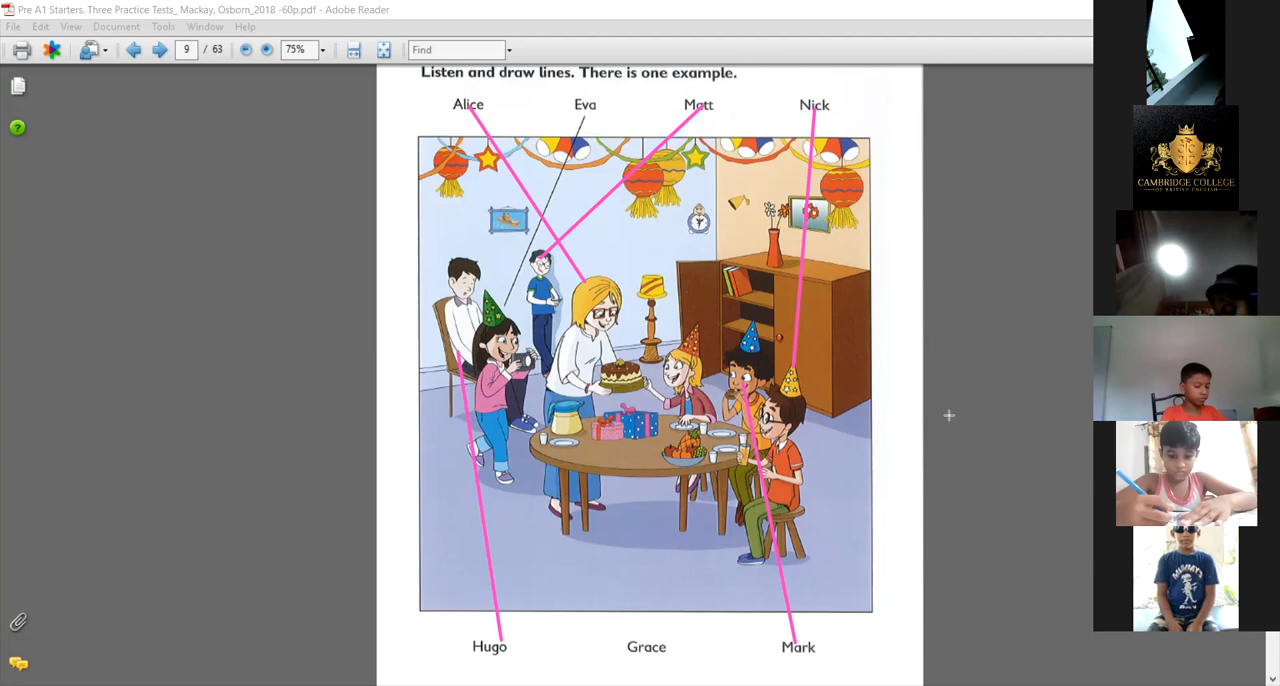 Pre A1 Starters. Three Practice Tests_ Mackay, Osborn_2018 -60p.pdf - Adobe Reader
File Edit View Document Tools Window Help
9 / 63 75% Find
Listen and draw lines. There is one example.
Alice Eva Matt Nick
Hugo Grace Mark
CAMBRIDGE COLLEGE
OF BRITISH ENGLISH
MUMMY'S